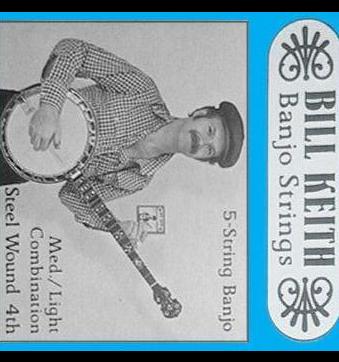 BILL KEITH
Banjo Strings
5-String Banjo
Med./Light
Combination
Steel Wound 4th